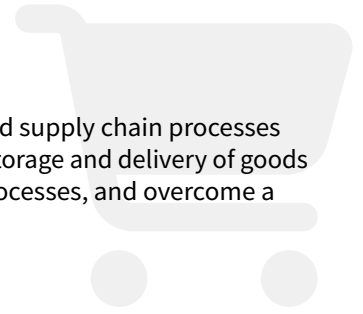 d supply chain processes
torage and delivery of goods
ocesses, and overcome a